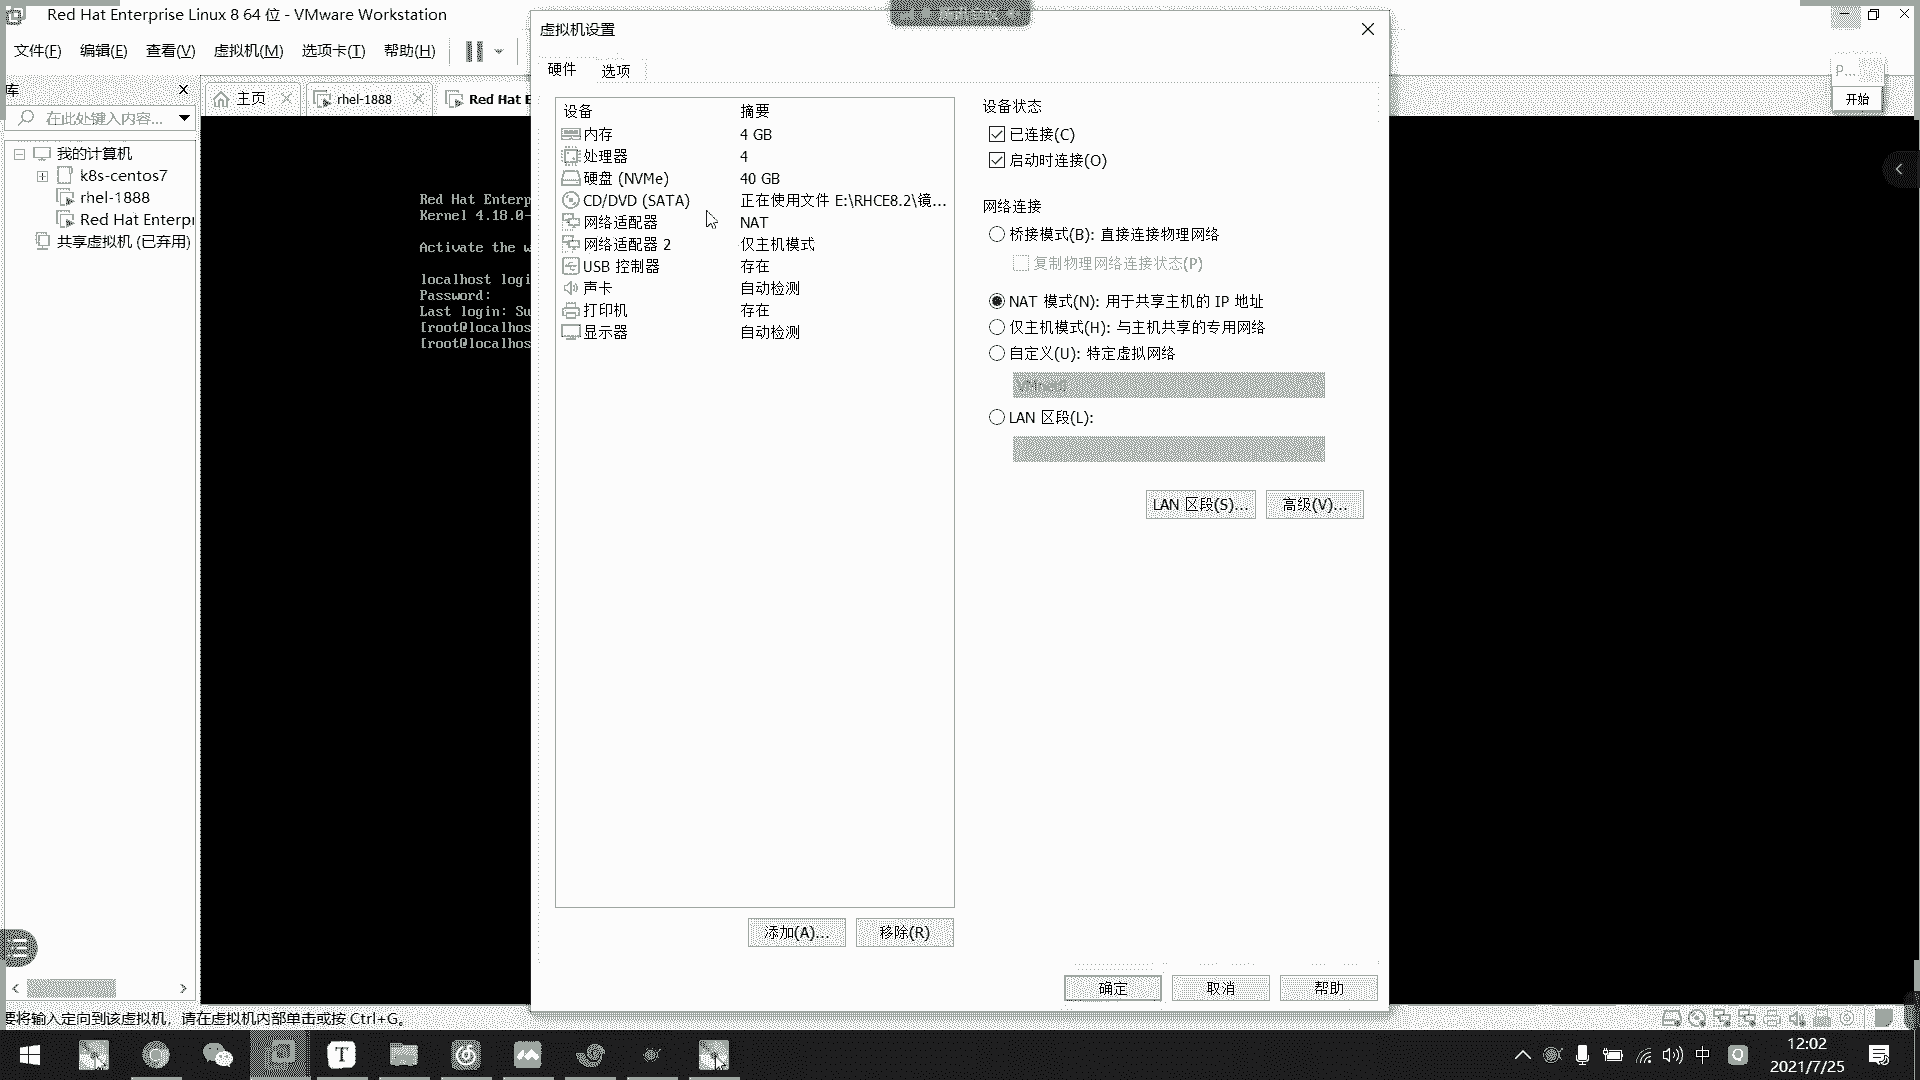 Red Hat Enterprise Linux 8 64 位 - VMware Workstation
文件(F) 编辑(E) 查看(V) 虚拟机(M) 选项卡(T) 帮助(H)
库
在此处键入内容...
我的计算机
k8s-centos7
rhel-1888
Red Hat Enterpr
共享虚拟机 (已弃用)
主页
rhel-1888
Red Hat E
Red Hat Enterp
Kernel 4.18.0-
Activate the w
localhost logi
Password:
Last login: Su
[root@localhos
[root@localhos
虚拟机设置
硬件 选项
设备 摘要
内存 4 GB
处理器 4
硬盘 (NVMe) 40 GB
CD/DVD (SATA) 正在使用文件 E:\RHCE8.2\镜...
网络适配器 NAT
网络适配器 2 仅主机模式
USB 控制器 存在
声卡 自动检测
打印机 存在
显示器 自动检测
添加(A)... 移除(R)
设备状态
已连接(C)
启动时连接(O)
网络连接
桥接模式(B): 直接连接物理网络
复制物理网络连接状态(P)
NAT 模式(N): 用于共享主机的 IP 地址
仅主机模式(H): 与主机共享的专用网络
自定义(U): 特定虚拟网络
LAN 区段(L):
LAN 区段(S)... 高级(V)...
确定 取消 帮助
P...
开始
要将输入定向到该虚拟机，请在虚拟机内部单击或按 Ctrl+G。
中
12:02
2021/7/25